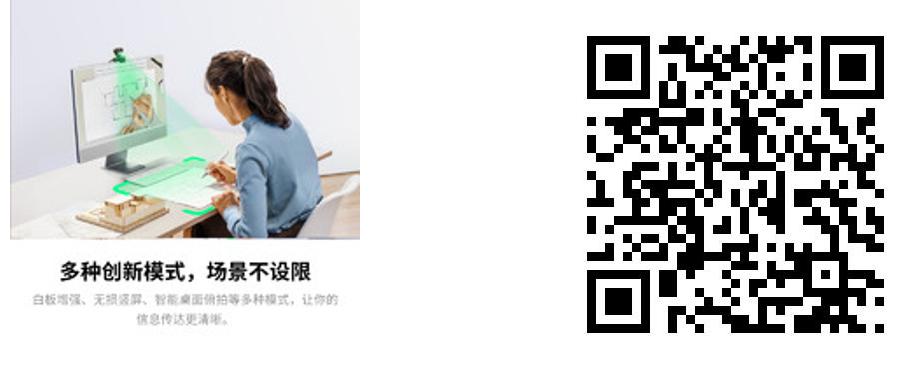 多种创新模式，场景不设限
白板增强、无损竖屏、智能桌面俯拍等多种模式，让你的
信息传达更清晰。